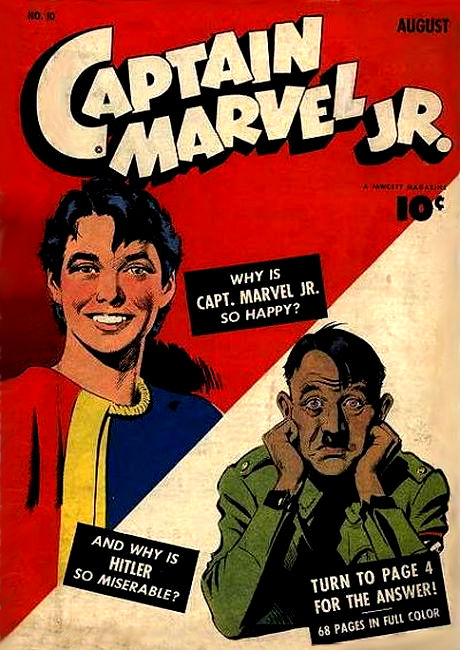 NO. 10
AUGUST
CAPTAIN
MARVEL JR.
A FAWCETT MAGAZINE
10¢
WHY IS
CAPT. MARVEL JR.
SO HAPPY?
AND WHY IS
HITLER
SO MISERABLE?
TURN TO PAGE 4
FOR THE ANSWER!
68 PAGES IN FULL COLOR